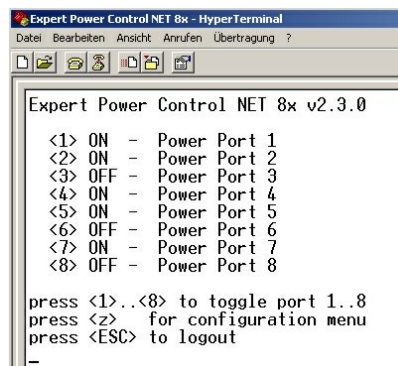 Expert Power Control NET 8x - HyperTerminal
Datei Bearbeiten Ansicht Anrufen Übertragung ?
Expert Power Control NET 8x v2.3.0
<1> ON - Power Port 1
<2> ON - Power Port 2
<3> OFF - Power Port 3
<4> ON - Power Port 4
<5> ON - Power Port 5
<6> OFF - Power Port 6
<7> ON - Power Port 7
<8> OFF - Power Port 8
press <1>..<8> to toggle port 1..8
press <z> for configuration menu
press <ESC> to logout